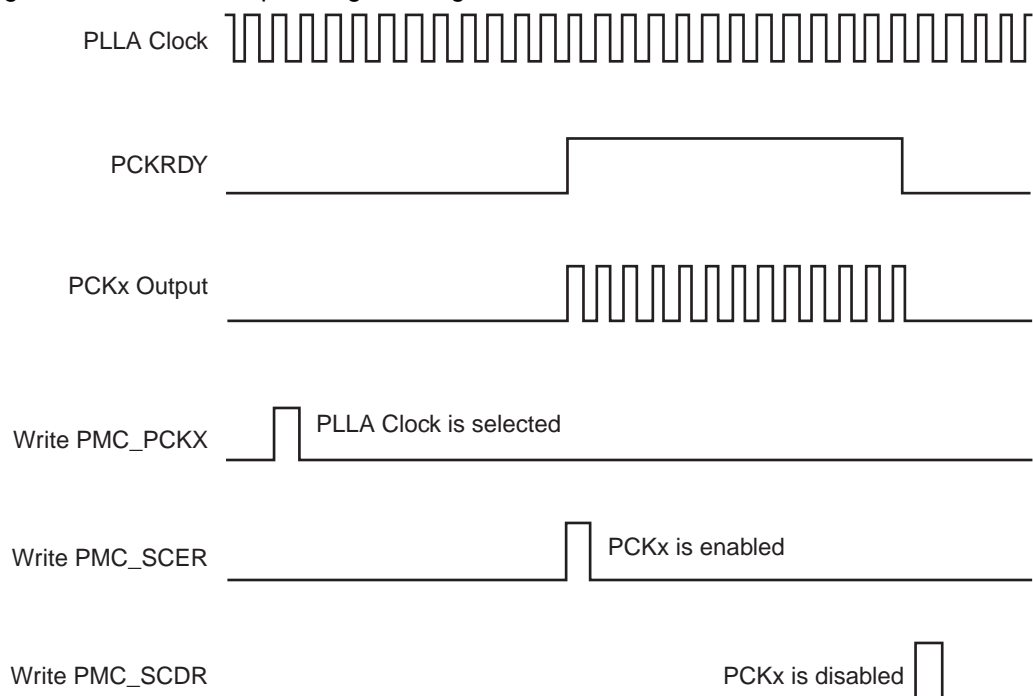 PLLA Clock
PCKRDY
PCKx Output
Write PMC_PCKX
PLLA Clock is selected
Write PMC_SCER
PCKx is enabled
Write PMC_SCDR
PCKx is disabled